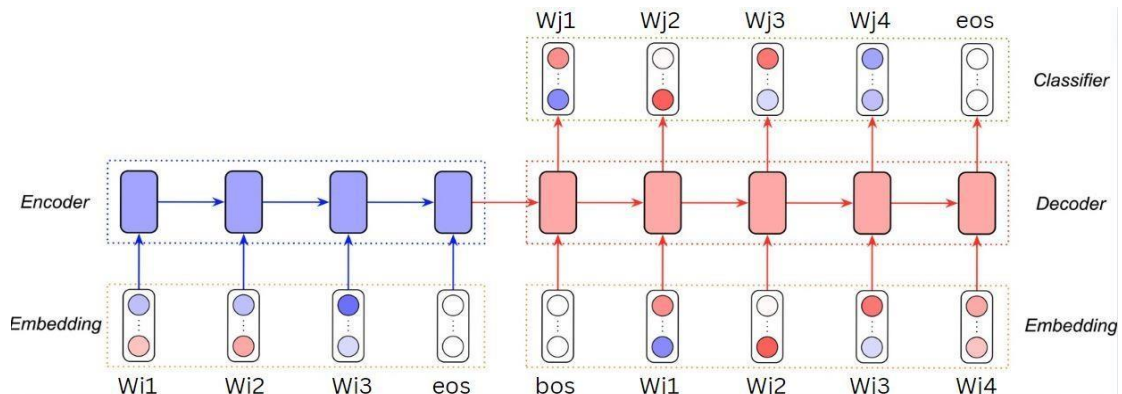 Wj1 Wj2 Wj3 Wj4 eos
Classifier
Encoder
Decoder
Embedding
Embedding
Wi1 Wi2 Wi3 eos bos Wi1 Wi2 Wi3 Wi4